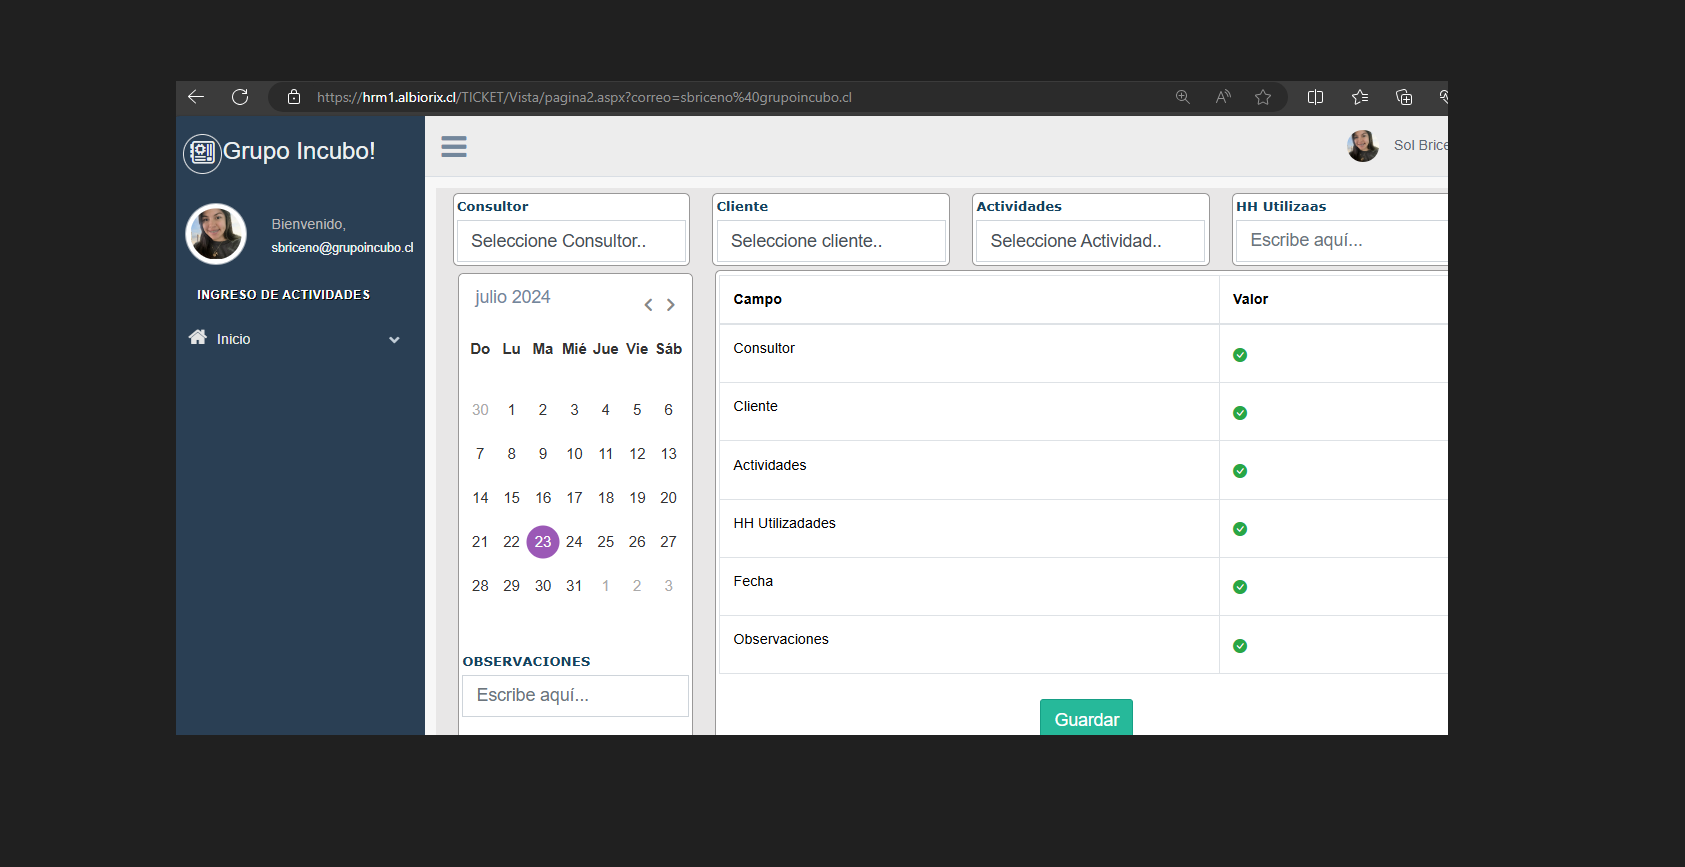 https://hrm1.albiorix.cl/TICKET/Vista/pagina2.aspx?correo=sbriceno%40grupoincubo.cl
Grupo Incubo!
Sol Brice
Bienvenido,
sbriceno@grupoincubo.cl
INGRESO DE ACTIVIDADES
Inicio
Consultor
Seleccione Consultor..
Cliente
Seleccione cliente..
Actividades
Seleccione Actividad..
HH Utilizaas
Escribe aquí...
julio 2024
Do Lu Ma Mié Jue Vie Sáb
30 1 2 3 4 5 6
7 8 9 10 11 12 13
14 15 16 17 18 19 20
21 22 23 24 25 26 27
28 29 30 31 1 2 3
OBSERVACIONES
Escribe aquí...
Campo Valor
Consultor
Cliente
Actividades
HH Utilizadades
Fecha
Observaciones
Guardar